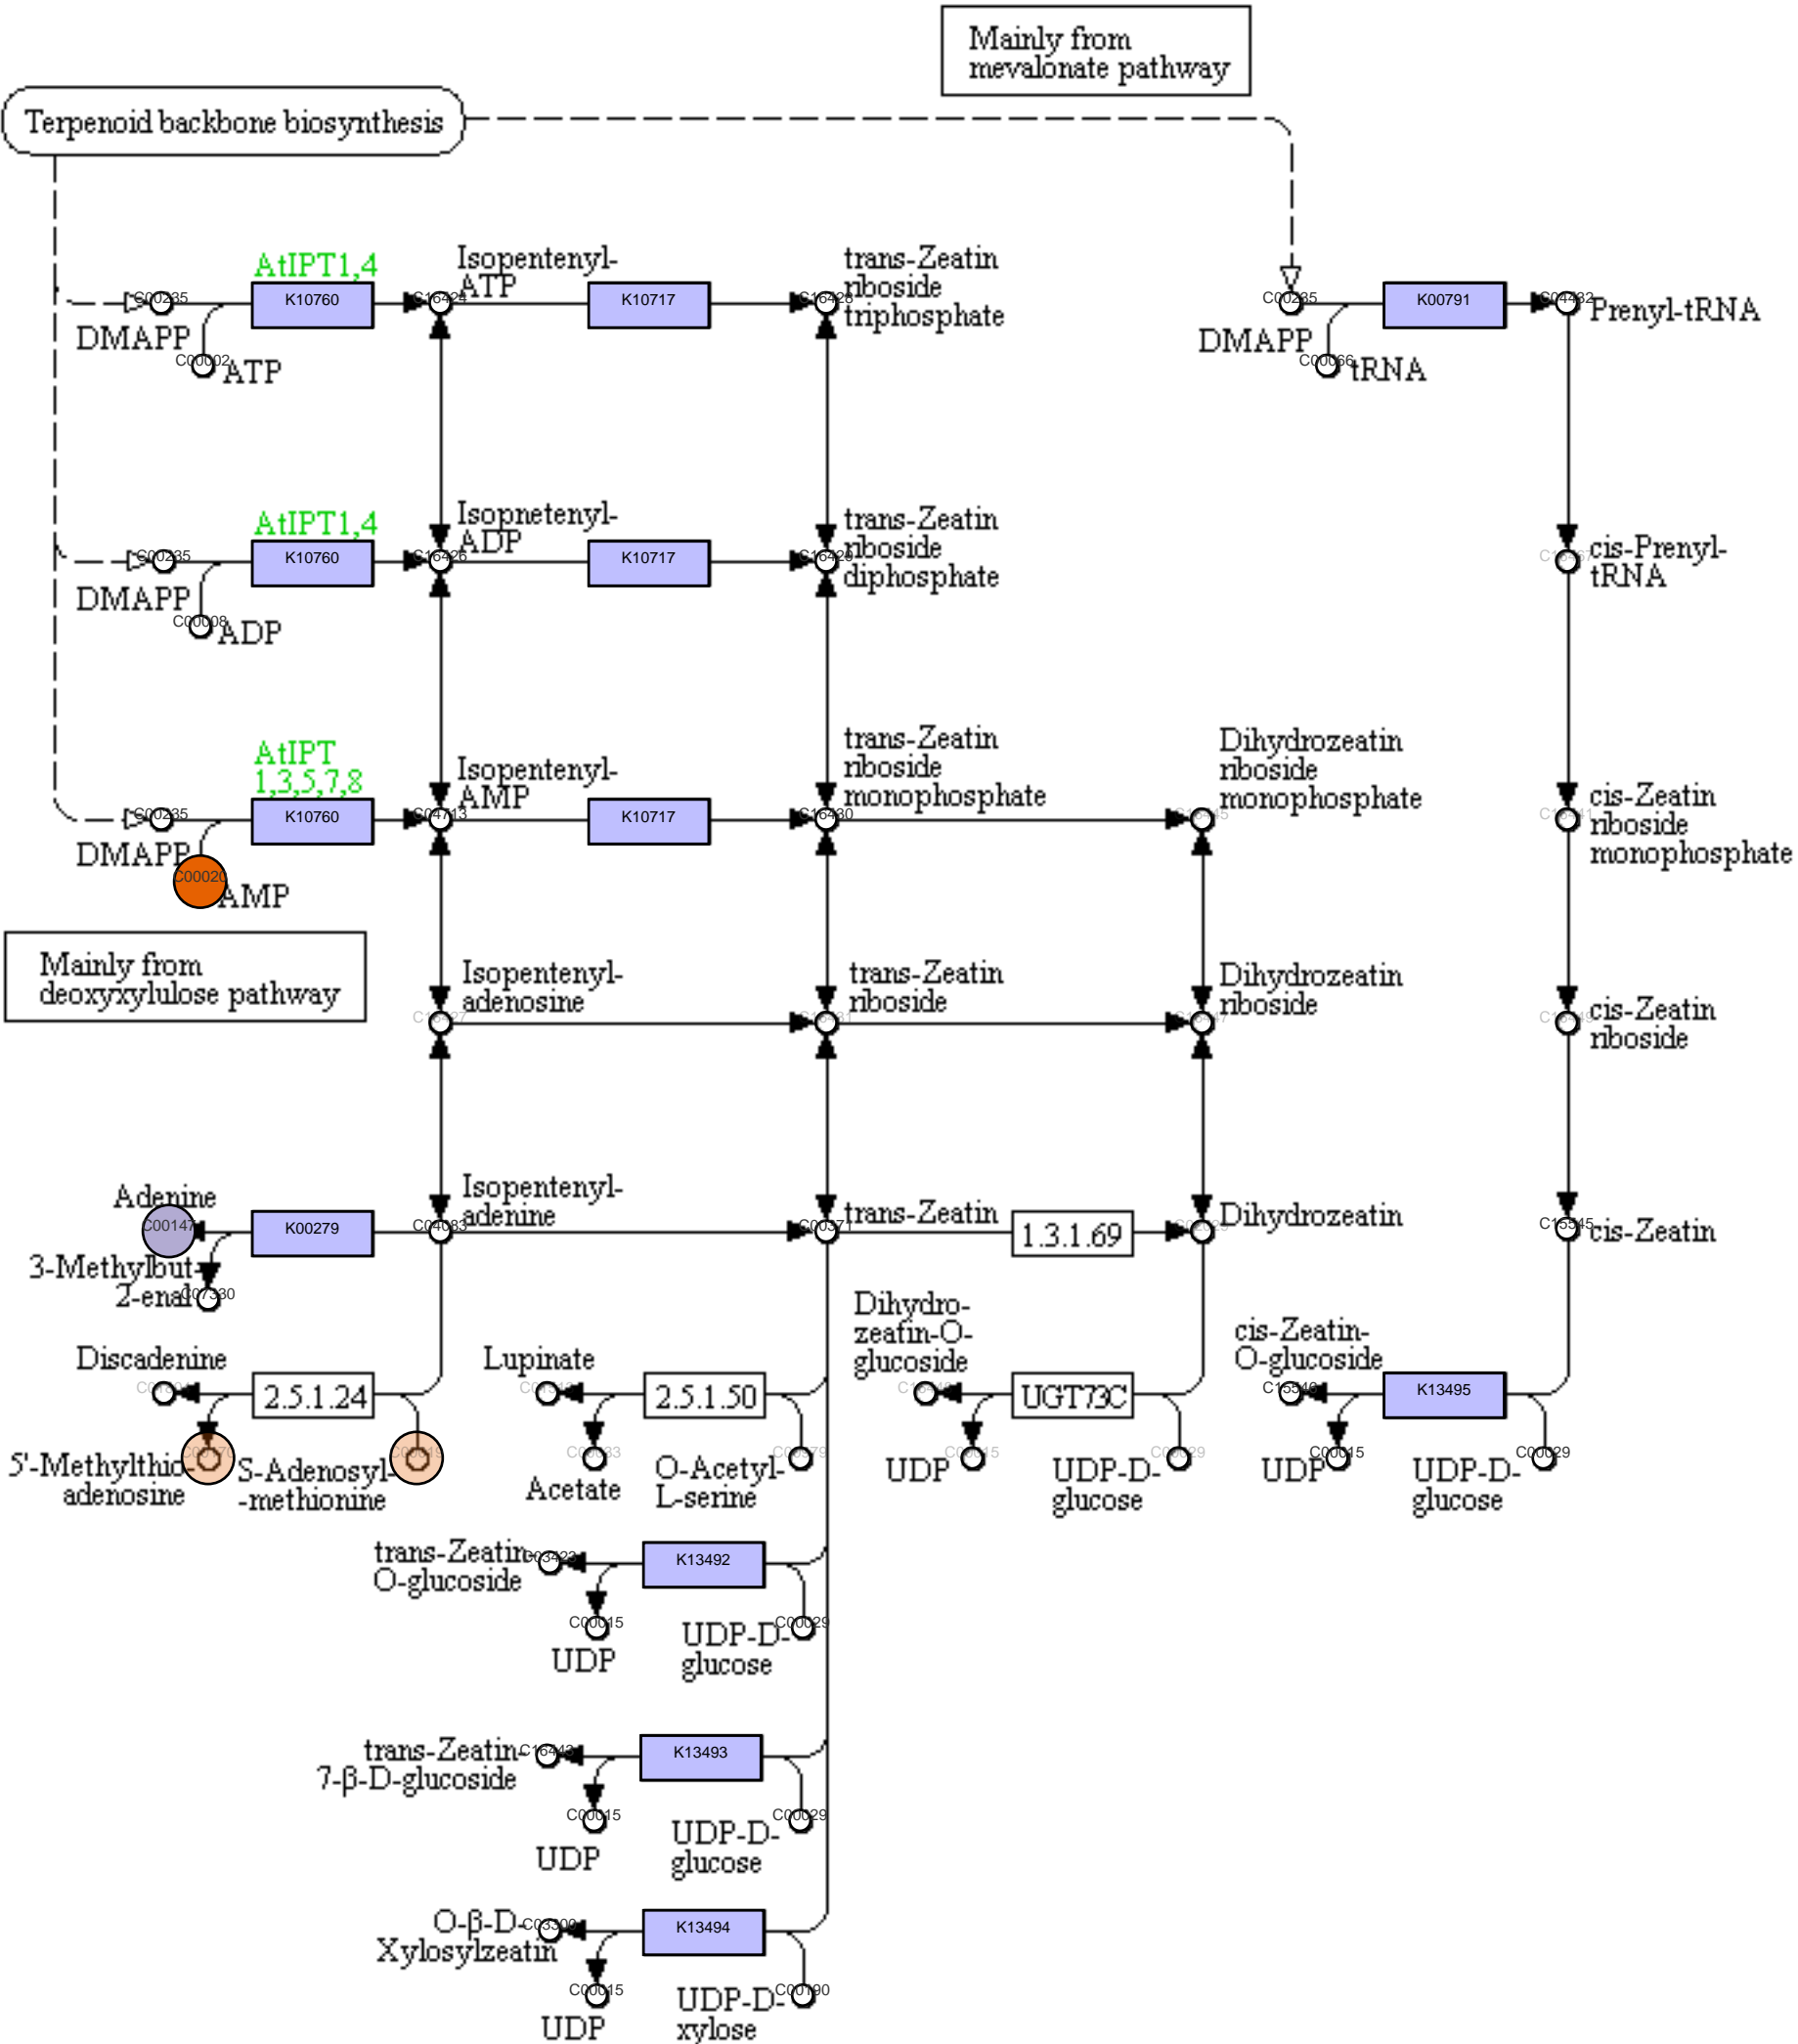 Mainly from
mevalonate pathway
Terpenoid backbone biosynthesis
AtIPT1,4
Isopentenyl-
ATP
trans-Zeatin
riboside
triphosphate
C00235
K10760
C16424
K10717
C16428
C00235
K00791
C04432
Prenyl-tRNA
DMAPP
C00002
ATP
DMAPP
C00066
tRNA
AtIPT1,4
Isopnetenyl-
ADP
trans-Zeatin
riboside
diphosphate
C00235
K10760
C16426
K10717
C16429
cis-Prenyl-
tRNA
DMAPP
C00008
ADP
AtIPT
1,3,5,7,8
Isopentenyl-
AMP
trans-Zeatin
riboside
monophosphate
Dihydrozeatin
riboside
monophosphate
C00235
K10760
C04713
K10717
C16430
cis-Zeatin
riboside
monophosphate
DMAPP
C00020
AMP
Mainly from
deoxyxylulose pathway
Isopentenyl-
adenosine
trans-Zeatin
riboside
Dihydrozeatin
riboside
C16427
cis-Zeatin
riboside
Adenine
Isopentenyl-
adenine
trans-Zeatin
Dihydrozeatin
C00147
K00279
C04083
C00371
1.3.1.69
C15545
cis-Zeatin
3-Methylbut-
2-enal
C07330
Discadenine
Lupinate
Dihydro-
zeatin-O-
glucoside
cis-Zeatin-
O-glucoside
2.5.1.24
2.5.1.50
UGT73C
C15546
K13495
5'-Methylthio-
adenosine
S-Adenosyl-
-methionine
C00033
Acetate
C00979
O-Acetyl-
L-serine
C00015
UDP
C00029
UDP-D-
glucose
C00015
UDP
C00029
UDP-D-
glucose
trans-Zeatin-
O-glucoside
C03423
K13492
C00015
UDP
C00029
UDP-D-
glucose
trans-Zeatin-
7-β-D-glucoside
C16443
K13493
C00015
UDP
C00029
UDP-D-
glucose
O-β-D-
Xylosylzeatin
C03300
K13494
C00015
UDP
C00190
UDP-D-
xylose